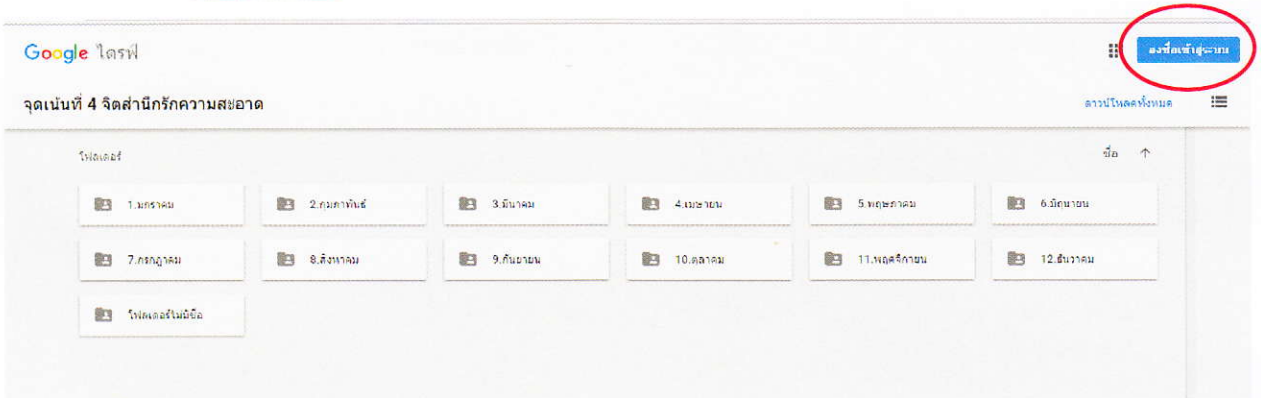 Google ไดรฟ์
ลงชื่อเข้าสู่ระบบ
จุดเน้นที่ 4 จิตสำนึกรักความสะอาด
ดาวน์โหลดทั้งหมด
โฟลเดอร์
ชื่อ
1.มกราคม
2.กุมภาพันธ์
3.มีนาคม
4.เมษายน
5.พฤษภาคม
6.มิถุนายน
7.กรกฎาคม
8.สิงหาคม
9.กันยายน
10.ตุลาคม
11.พฤศจิกายน
12.ธันวาคม
โฟลเดอร์ไม่มีชื่อ